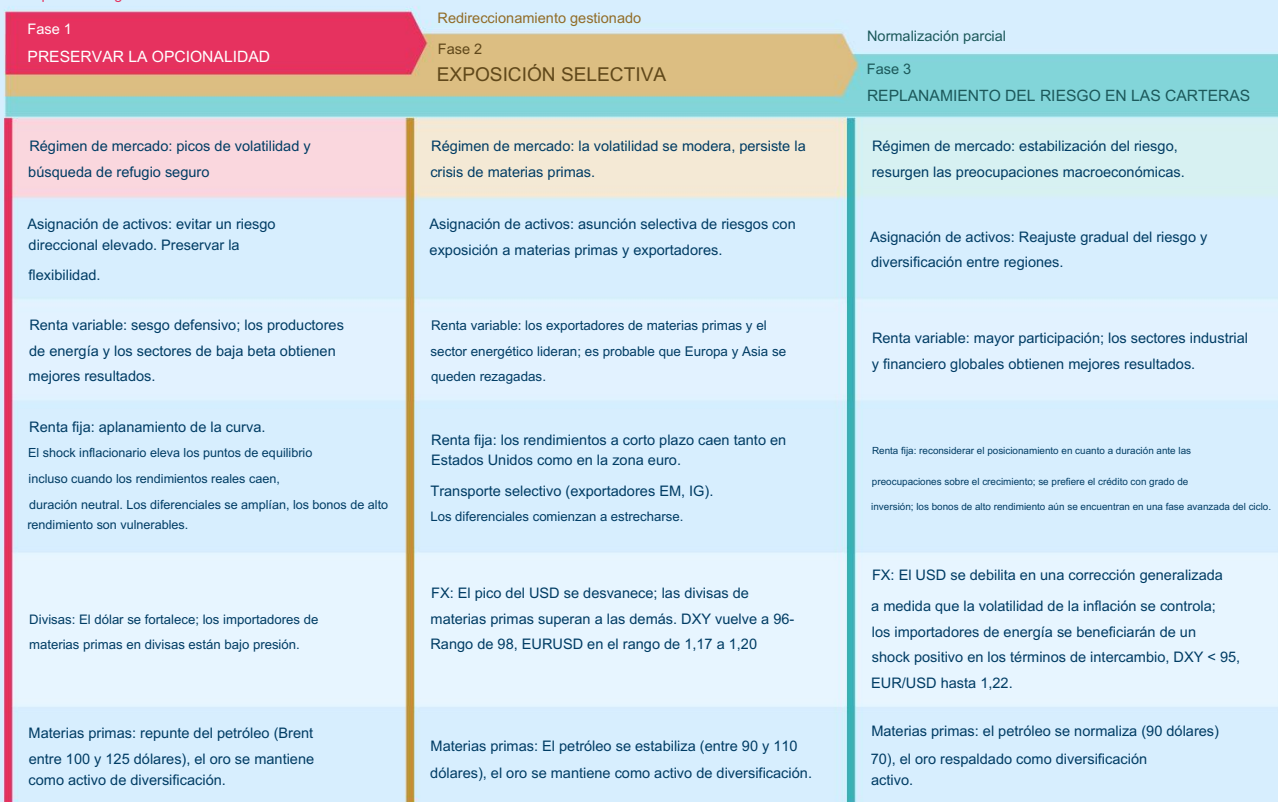 Fase 1
PRESERVAR LA OPCIONALIDAD
Régimen de mercado: picos de volatilidad y
búsqueda de refugio seguro
Asignación de activos: evitar un riesgo
direccional elevado. Preservar la
flexibilidad.
Renta variable: sesgo defensivo; los productores
de energía y los sectores de baja beta obtienen
mejores resultados.
Renta fija: aplanamiento de la curva.
El shock inflacionario eleva los puntos de equilibrio
incluso cuando los rendimientos reales caen,
duración neutral. Los diferenciales se amplían, los bonos de alto
rendimiento son vulnerables.
Divisas: El dólar se fortalece; los importadores de
materias primas en divisas están bajo presión.
Materias primas: repunte del petróleo (Brent
entre 100 y 125 dólares), el oro se mantiene
como activo de diversificación.
Redireccionamiento gestionado
Fase 2
EXPOSICIÓN SELECTIVA
Régimen de mercado: la volatilidad se modera, persiste la
crisis de materias primas.
Asignación de activos: asunción selectiva de riesgos con
exposición a materias primas y exportadores.
Renta variable: los exportadores de materias primas y el
sector energético lideran; es probable que Europa y Asia se
queden rezagadas.
Renta fija: los rendimientos a corto plazo caen tanto en
Estados Unidos como en la zona euro.
Transporte selectivo (exportadores EM, IG).
Los diferenciales comienzan a estrecharse.
FX: El pico del USD se desvanece; las divisas de
materias primas superan a las demás. DXY vuelve a 96-
Rango de 98, EURUSD en el rango de 1,17 a 1,20
Materias primas: El petróleo se estabiliza (entre 90 y 110
dólares), el oro se mantiene como activo de diversificación.
Normalización parcial
Fase 3
REPLANAMIENTO DEL RIESGO EN LAS CARTERAS
Régimen de mercado: estabilización del riesgo,
resurgen las preocupaciones macroeconómicas.
Asignación de activos: Reajuste gradual del riesgo y
diversificación entre regiones.
Renta variable: mayor participación; los sectores industrial
y financiero globales obtienen mejores resultados.
Renta fija: reconsiderar el posicionamiento en cuanto a duración ante las
preocupaciones sobre el crecimiento; se prefiere el crédito con grado de
inversión; los bonos de alto rendimiento aún se encuentran en una fase avanzada del ciclo.
FX: El USD se debilita en una corrección generalizada
a medida que la volatilidad de la inflación se controla;
los importadores de energía se beneficiarán de un
shock positivo en los términos de intercambio, DXY < 95,
EUR/USD hasta 1,22.
Materias primas: el petróleo se normaliza (90 dólares)
70), el oro respaldado como diversificación
activo.